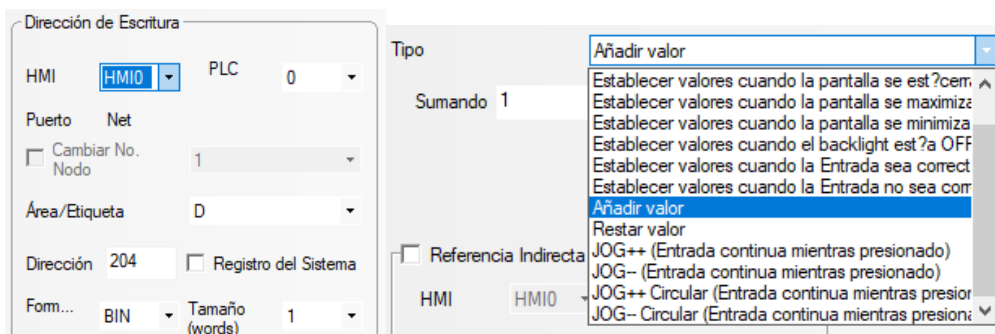 Dirección de Escritura
HMI HMI0 PLC 0
Puerto Net
Cambiar No. Nodo 1
Área/Etiqueta D
Dirección 204 Registro del Sistema
Form... BIN Tamaño (words) 1
Tipo Añadir valor
Sumando 1
Establecer valores cuando la pantalla se est?cerra
Establecer valores cuando la pantalla se maximiza
Establecer valores cuando la pantalla se minimiza
Establecer valores cuando el backlight est?a OFF
Establecer valores cuando la Entrada sea correct
Establecer valores cuando la Entrada no sea corr
Añadir valor
Restar valor
JOG++ (Entrada continua mientras presionado)
JOG-- (Entrada continua mientras presionado)
JOG++ Circular (Entrada continua mientras presior
JOG-- Circular (Entrada continua mientras presiona
Referencia Indirecta
HMI HMI0